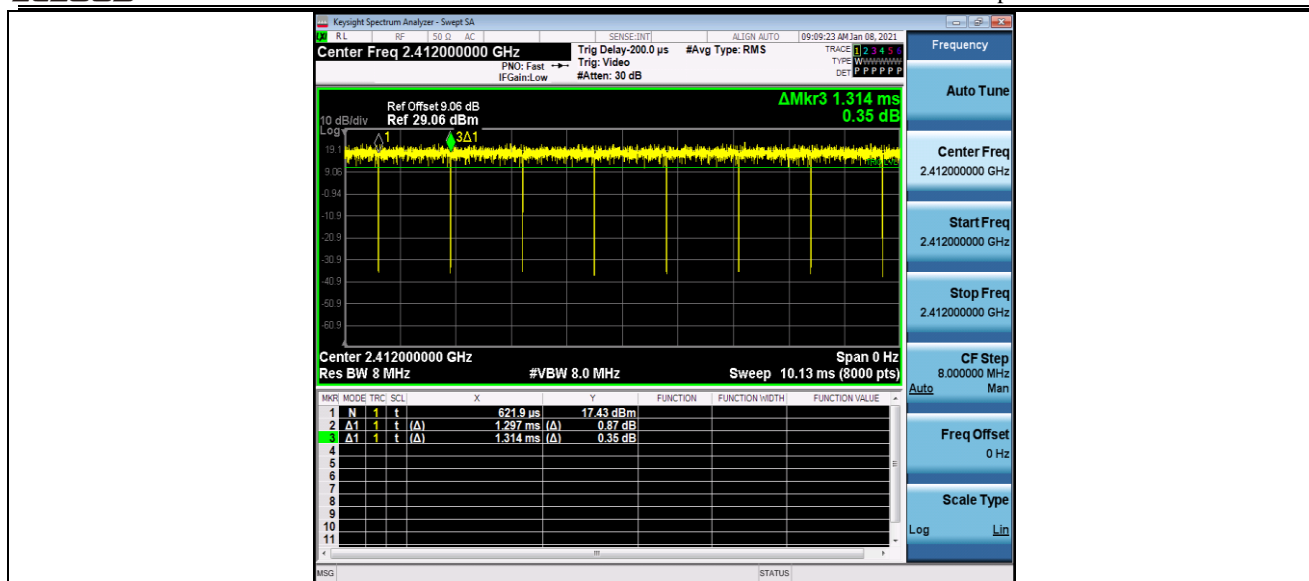 Keysight Spectrum Analyzer - Swept SA
RL RF 50 Ω AC SENSE:INT ALIGN AUTO 09:09:23 AM Jan 08, 2021
Center Freq 2.412000000 GHz
Trig Delay-200.0 µs #Avg Type: RMS
TRACE 1 2 3 4 5 6
PNO: Fast Trig: Video
TYPE WWWWWW
IFGain:Low #Atten: 30 dB
DET P P P P P P
Frequency
Auto Tune
Center Freq
2.412000000 GHz
Start Freq
2.412000000 GHz
Stop Freq
2.412000000 GHz
CF Step
8.000000 MHz
Auto Man
Freq Offset
0 Hz
Scale Type
Log Lin
ΔMkr3 1.314 ms
0.35 dB
Ref Offset 9.06 dB
10 dB/div Ref 29.06 dBm
Log
1
3Δ1
19.1
9.06
-0.94
-10.9
-20.9
-30.9
-40.9
-50.9
-60.9
Center 2.412000000 GHz Span 0 Hz
Res BW 8 MHz #VBW 8.0 MHz Sweep 10.13 ms (8000 pts)
MKR MODE TRC SCL X Y FUNCTION FUNCTION WIDTH FUNCTION VALUE
1 N 1 t 621.9 µs 17.43 dBm
2 Δ1 1 t (Δ) 1.297 ms (Δ) 0.87 dB
3 Δ1 1 t (Δ) 1.314 ms (Δ) 0.35 dB
4
5
6
7
8
9
10
11
MSG STATUS